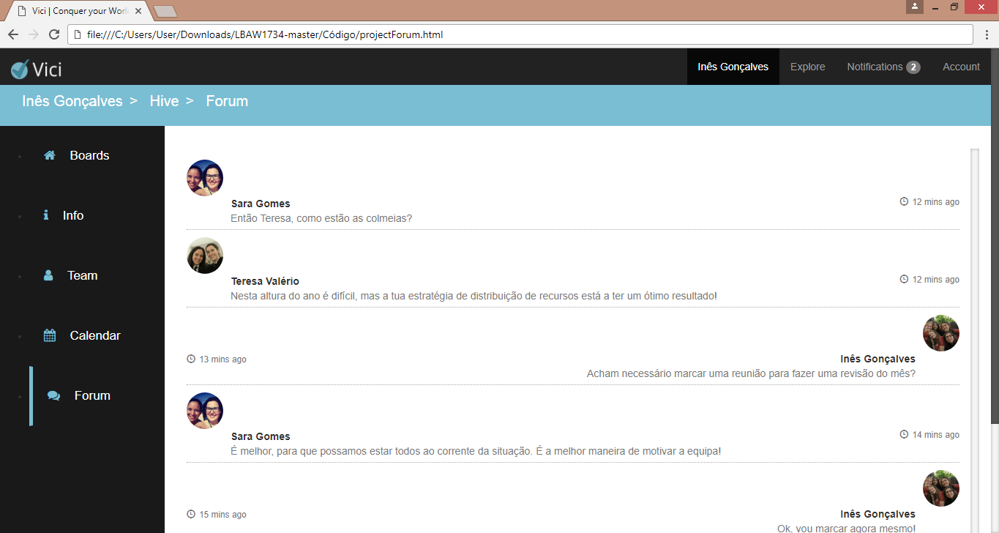 Vici | Conquer your Worl
file:///C:/Users/User/Downloads/LBAW1734-master/Código/projectForum.html
Vici
Inês Gonçalves
Explore
Notifications 2
Account
Inês Gonçalves > Hive > Forum
Boards
Info
Team
Calendar
Forum
Sara Gomes
12 mins ago
Então Teresa, como estão as colmeias?
Teresa Valério
12 mins ago
Nesta altura do ano é difícil, mas a tua estratégia de distribuição de recursos está a ter um ótimo resultado!
13 mins ago
Inês Gonçalves
Acham necessário marcar uma reunião para fazer uma revisão do mês?
Sara Gomes
14 mins ago
É melhor, para que possamos estar todos ao corrente da situação. É a melhor maneira de motivar a equipa!
15 mins ago
Inês Gonçalves
Ok, vou marcar agora mesmo!